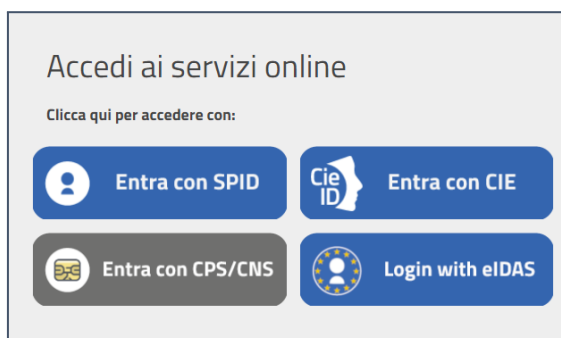 Accedi ai servizi online
Clicca qui per accedere con:
Entra con SPID
Cie ID Entra con CIE
Entra con CPS/CNS
Login with eIDAS